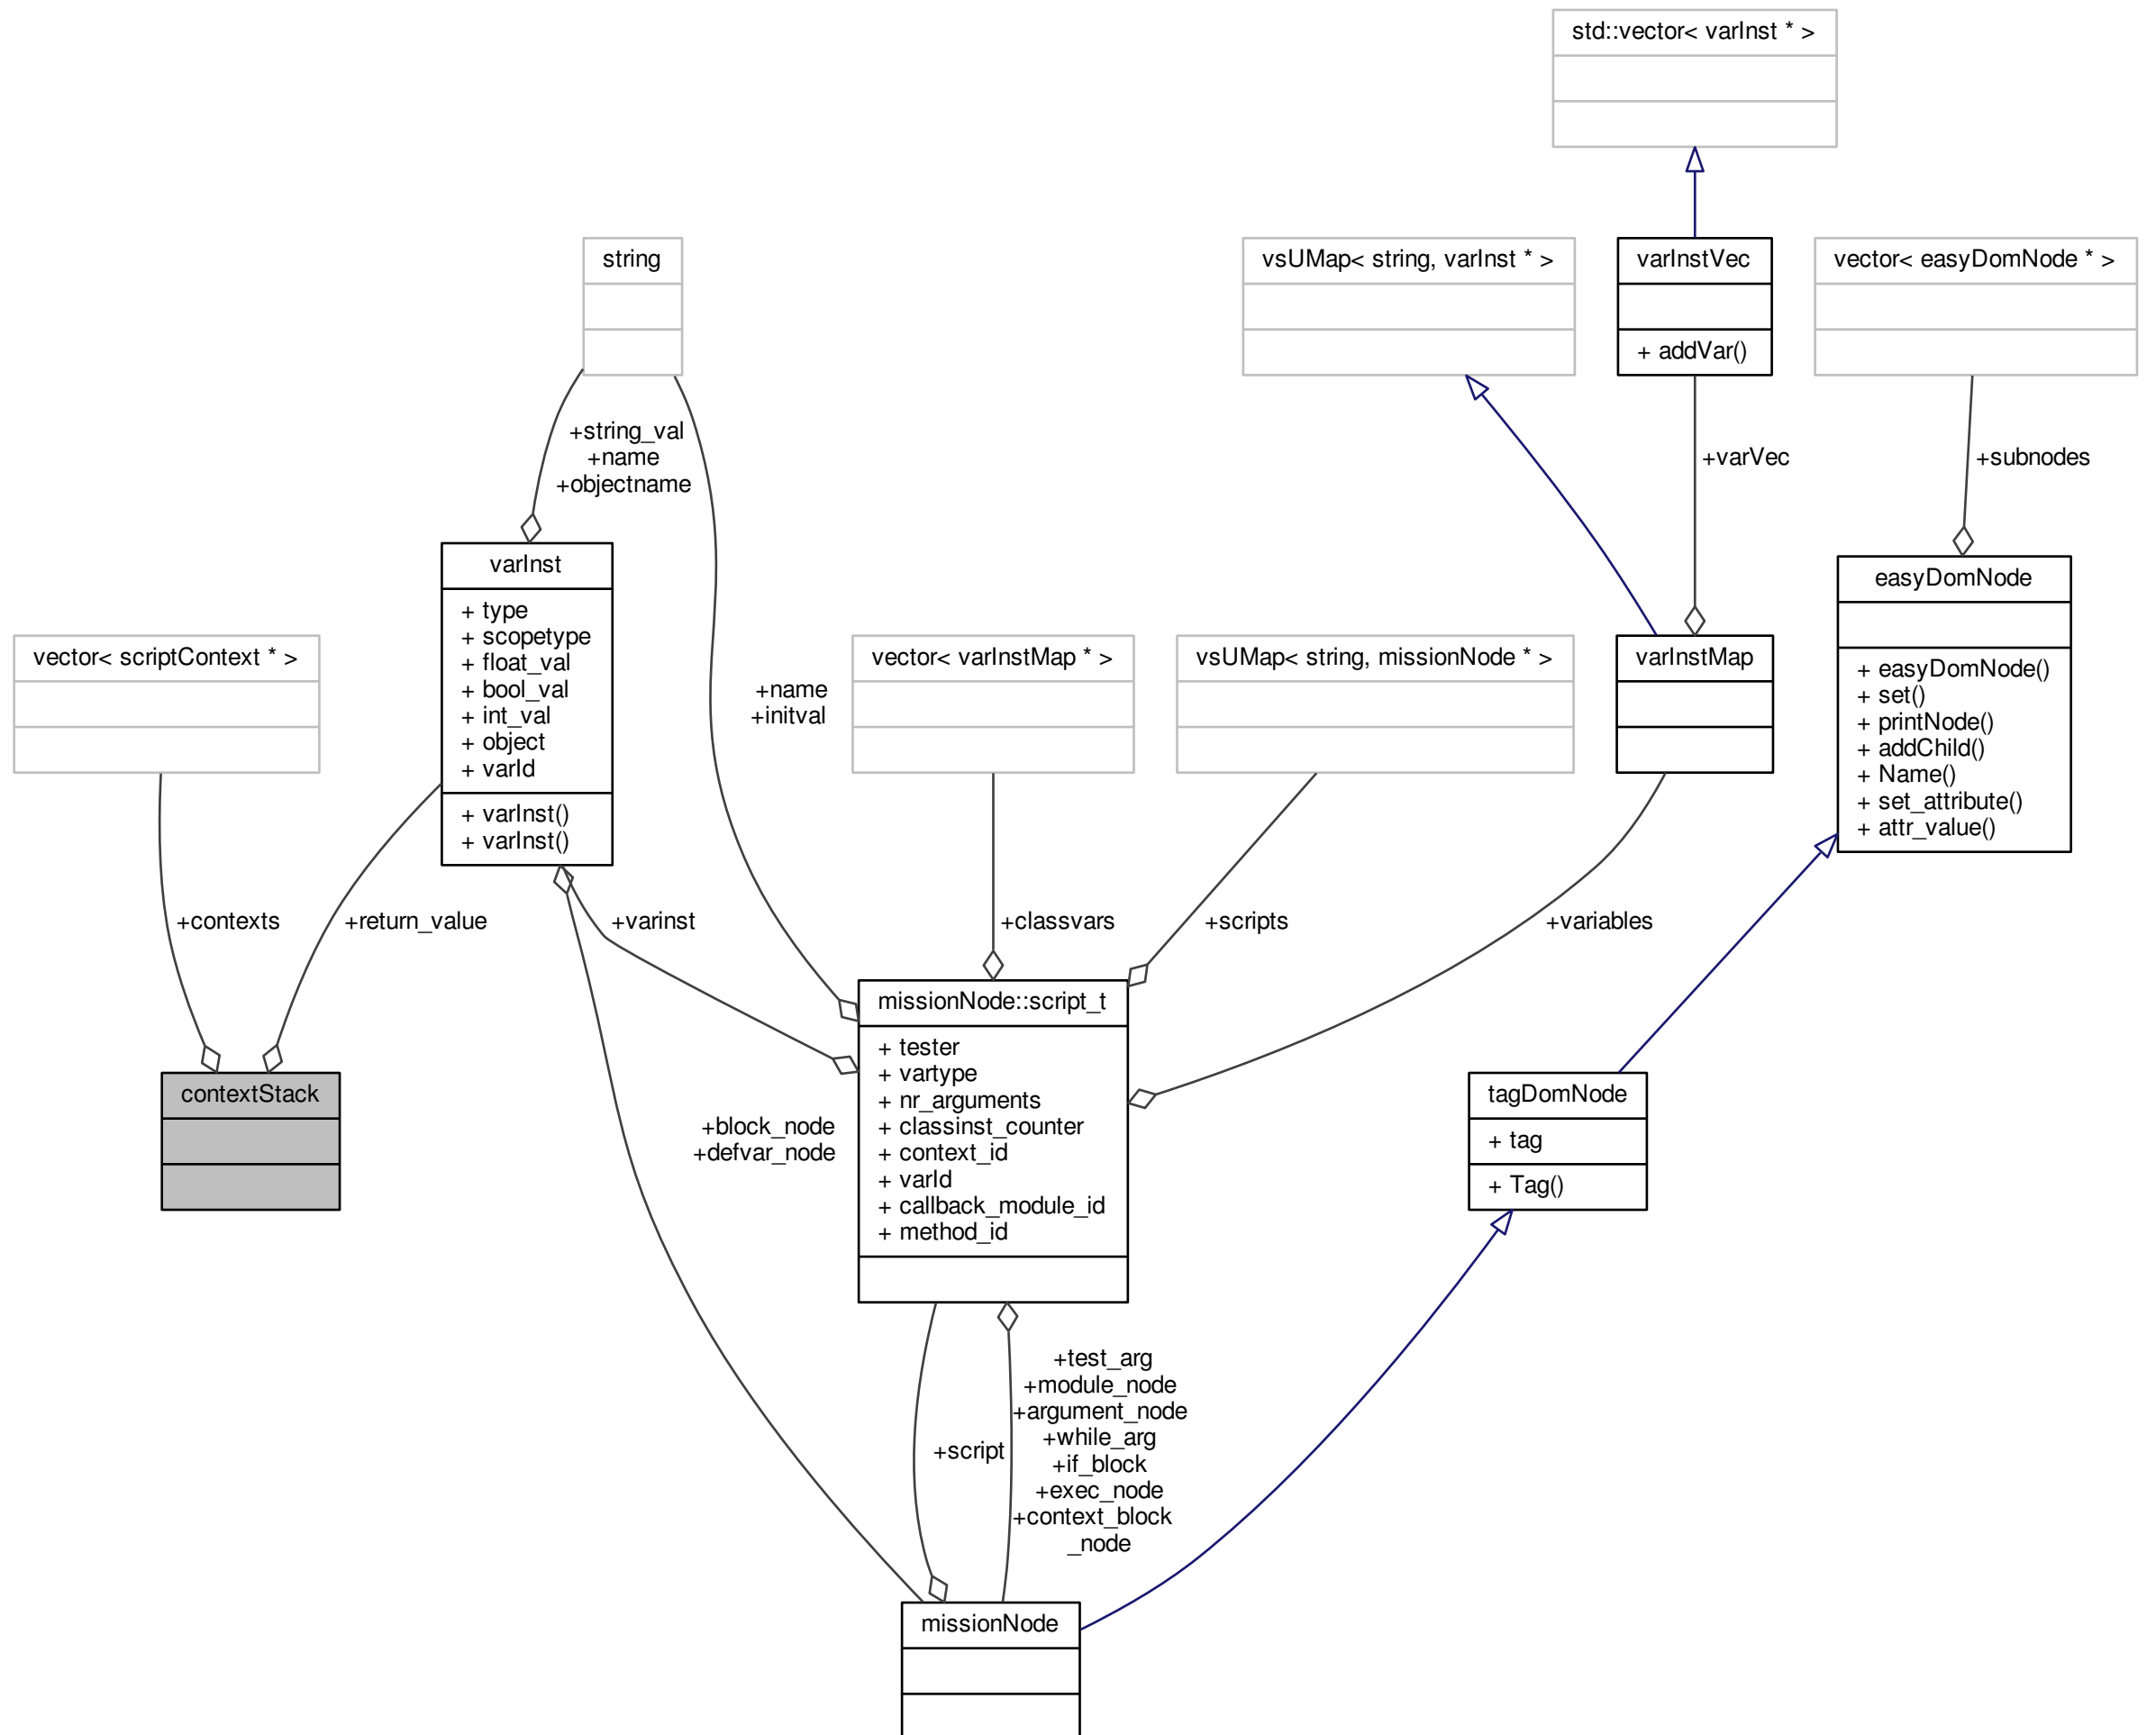 std::vector< varInst * >
string
vsUMap< string, varInst * >
varInstVec
+ addVar()
vector< easyDomNode * >
+string_val
+name
+objectname
+varVec
+subnodes
varInst
+ type
+ scopetype
+ float_val
+ bool_val
+ int_val
+ object
+ varId
+ varInst()
+ varInst()
easyDomNode
+ easyDomNode()
+ set()
+ printNode()
+ addChild()
+ Name()
+ set_attribute()
+ attr_value()
vector< scriptContext * >
+name
+initval
vector< varInstMap * >
vsUMap< string, missionNode * >
varInstMap
+contexts
+return_value
+varinst
+classvars
+scripts
+variables
contextStack
+block_node
+defvar_node
missionNode::script_t
+ tester
+ vartype
+ nr_arguments
+ classinst_counter
+ context_id
+ varId
+ callback_module_id
+ method_id
tagDomNode
+ tag
+ Tag()
+script
+test_arg
+module_node
+argument_node
+while_arg
+if_block
+exec_node
+context_block
_node
missionNode